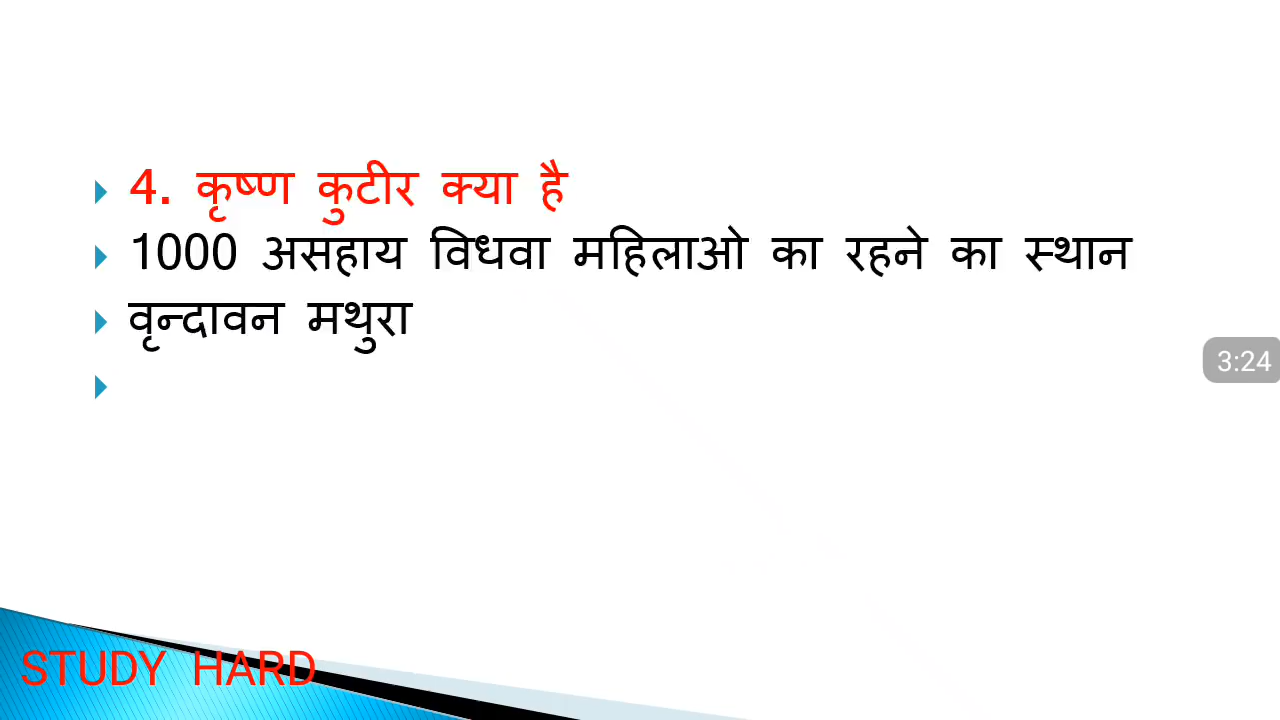 4. कृष्ण कुटीर क्या है
1000 असहाय विधवा महिलाओ का रहने का स्थान
वृन्दावन मथुरा
3:24
STUDY HARD